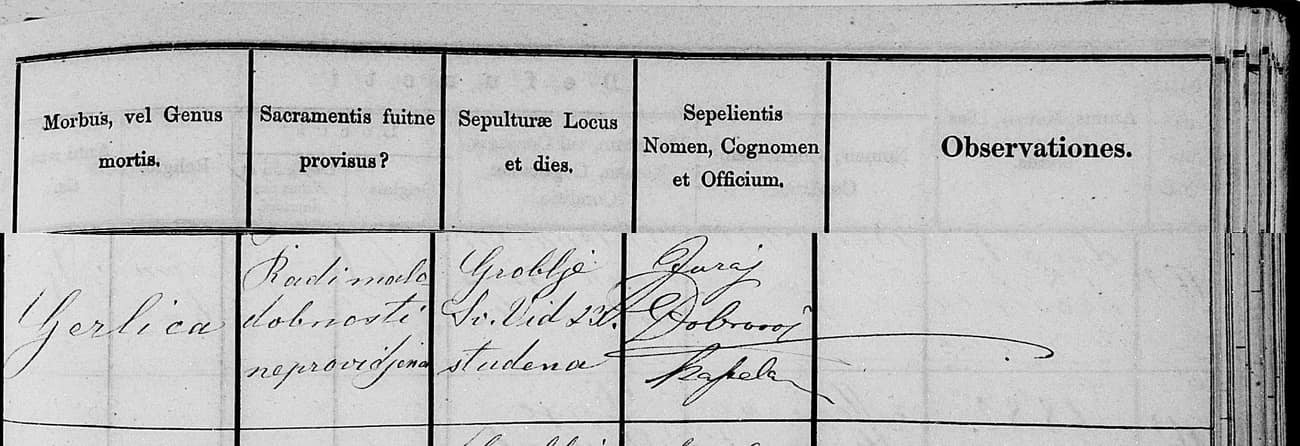 Morbus, vel Genus
mortis.
Sacramentis fuitne
provisus?
Sepulturæ Locus
et dies.
Sepelientis
Nomen, Cognomen
et Officium.
Observationes.
Gerlica
Radi malo
dobnosti
neprovidjena
Groblje
Sv. Vid 23.
studena
Juraj
kapelan